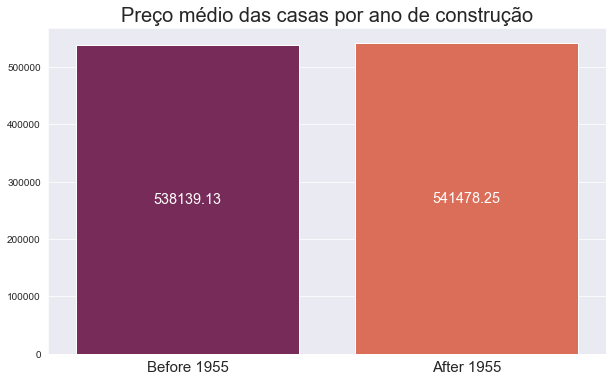 Preço médio das casas por ano de construção
500000
400000
300000
200000
100000
0
538139.13
541478.25
Before 1955
After 1955